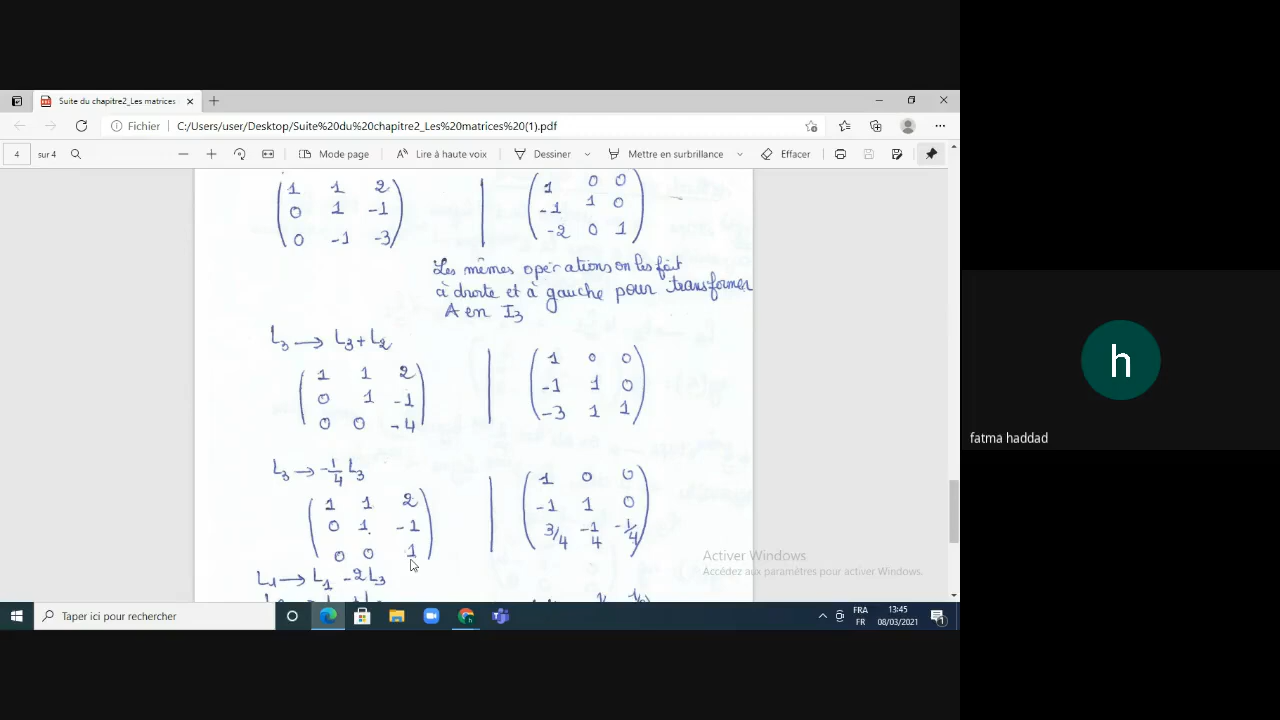 Suite du chapitre2_Les matrices
Fichier C:/Users/user/Desktop/Suite%20du%20chapitre2_Les%20matrices%20(1).pdf
4 sur 4 Mode page Lire à haute voix Dessiner Mettre en surbrillance Effacer
1 1 2 | 1 0 0
0 1 -1 | -1 1 0
0 -1 -3 | -2 0 1
Les mêmes opérations on les fait
à droite et à gauche pour transformer
A en I3
L3 → L3 + L2
1 1 2 | 1 0 0
0 1 -1 | -1 1 0
0 0 -4 | -3 1 1
L3 → -1/4 L3
1 1 2 | 1 0 0
0 1 -1 | -1 1 0
0 0 1 | 3/4 -1/4 -1/4
L1 → L1 -2L3
h
fatma haddad
Activer Windows
Accédez aux paramètres pour activer Windows.
Taper ici pour rechercher
FRA
FR
13:45
08/03/2021
1